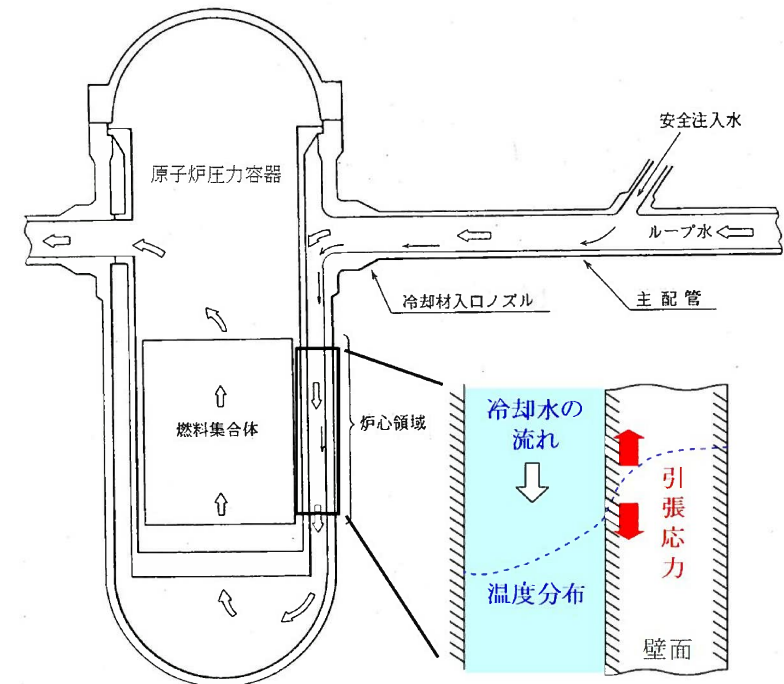 安全注入水
原子炉圧力容器
ループ水
冷却材入口ノズル
主配管
炉心領域
燃料集合体
冷却水の
流れ
引張応力
温度分布
壁面